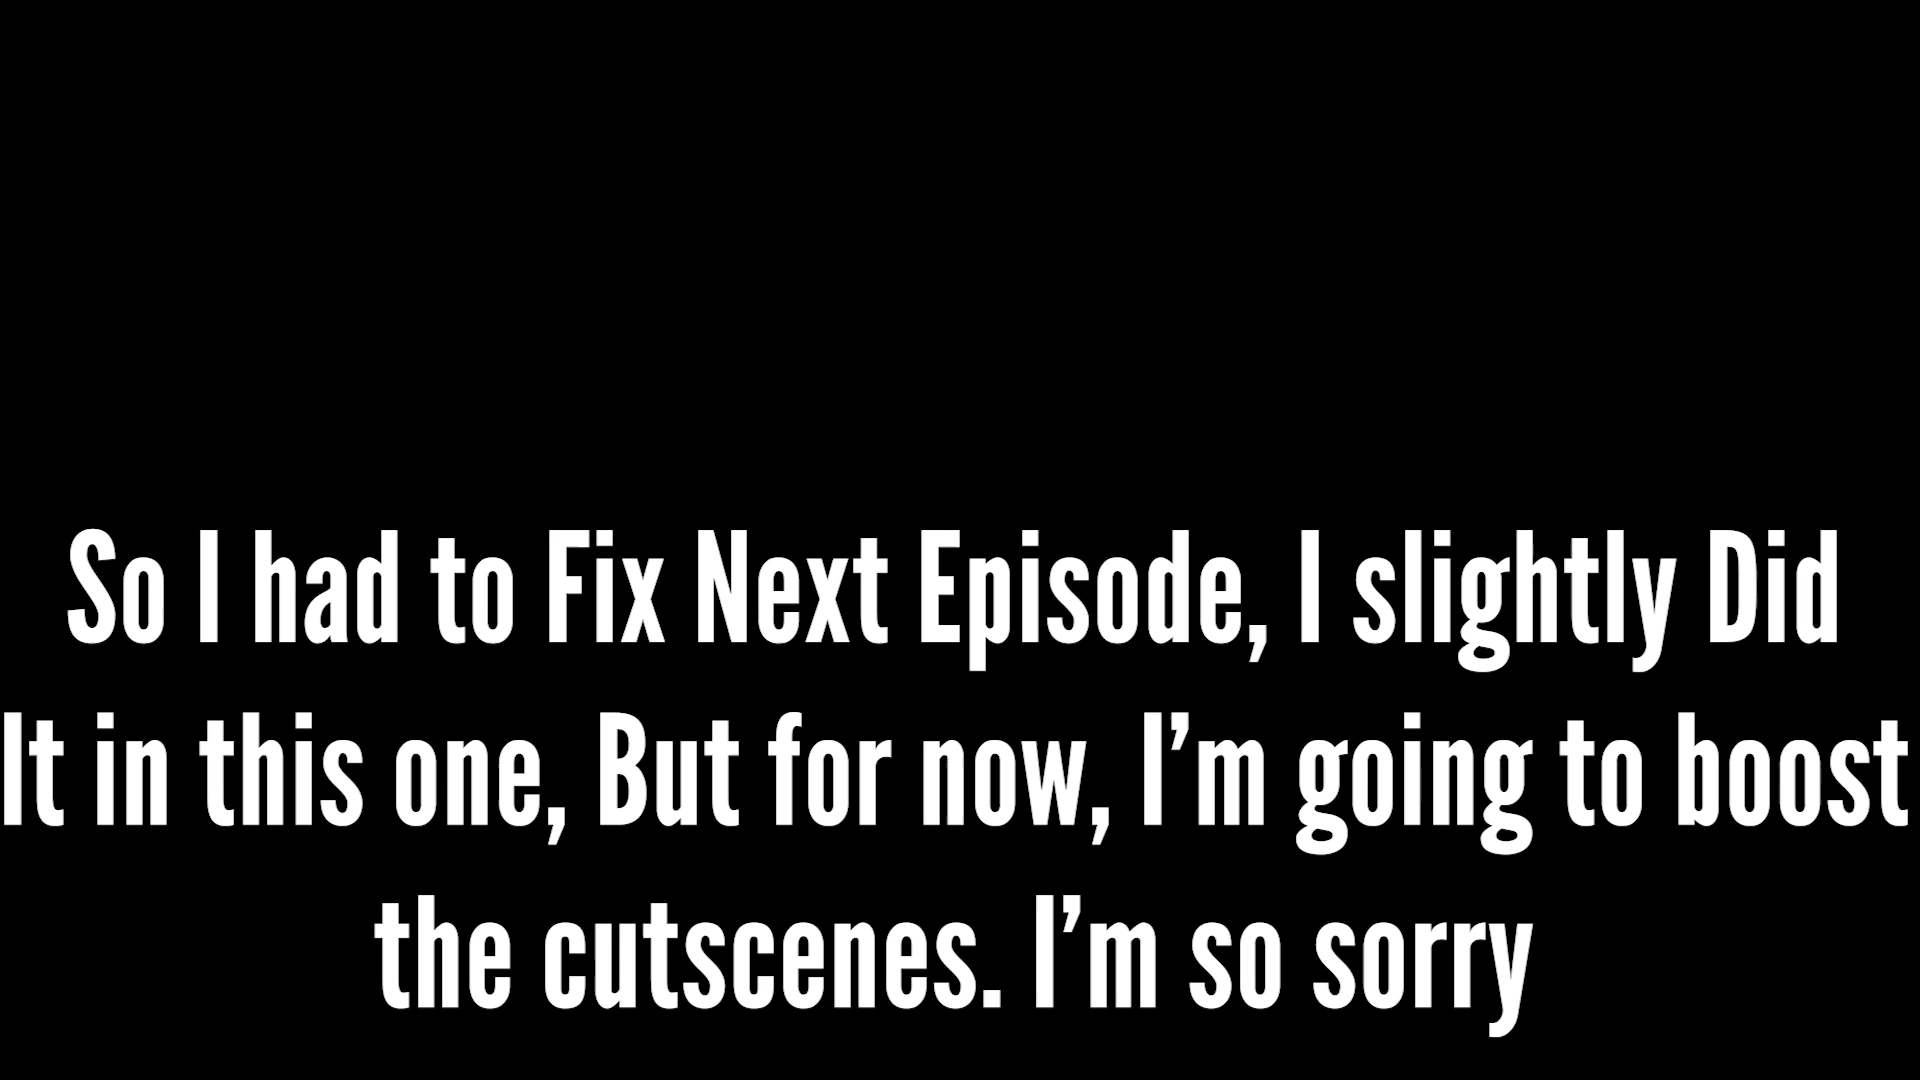 So I had to Fix Next Episode, I slightly Did
It in this one, But for now, I’m going to boost
the cutscenes. I’m so sorry